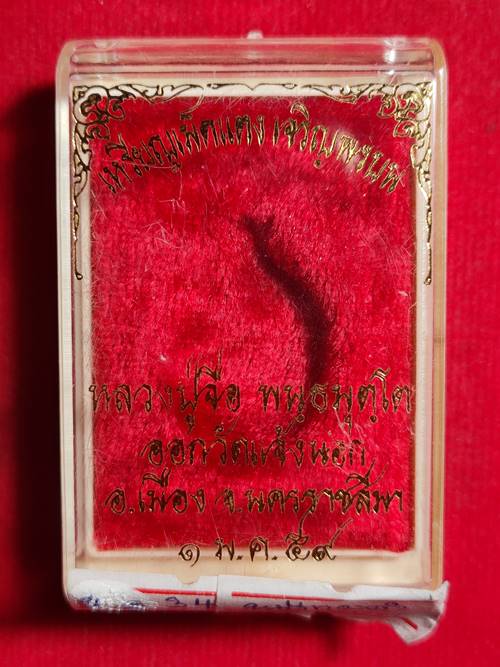 เหรียญเม็ดแตง เจริญพรบน
หลวงปู่จื่อ พนฺธมุตฺโต
ออกวัดแจ้งนอก
อ.เมือง จ.นครราชสีมา
๑ พ.ค. ๕๙